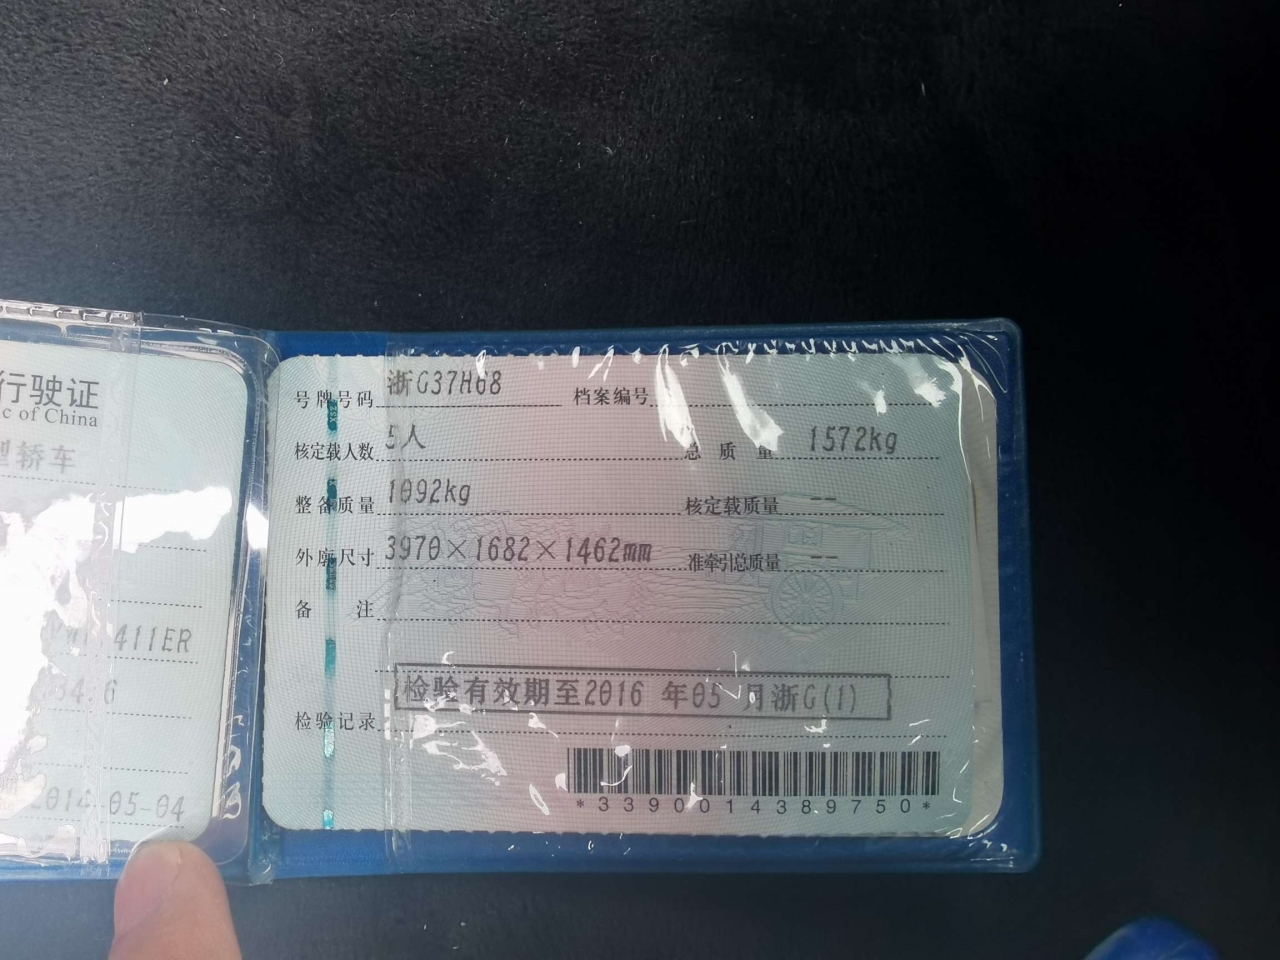 行驶证
c of China
型轿车
411ER
2014-05-04
号牌号码 浙G37H68 档案编号
核定载人数 5人 总质量 1572kg
整备质量 1092kg 核定载质量 --
外廓尺寸 3970×1682×1462mm 准牵引总质量 --
备注
检验有效期至2016 年05 月浙G(1)
检验记录
*3390014389750*